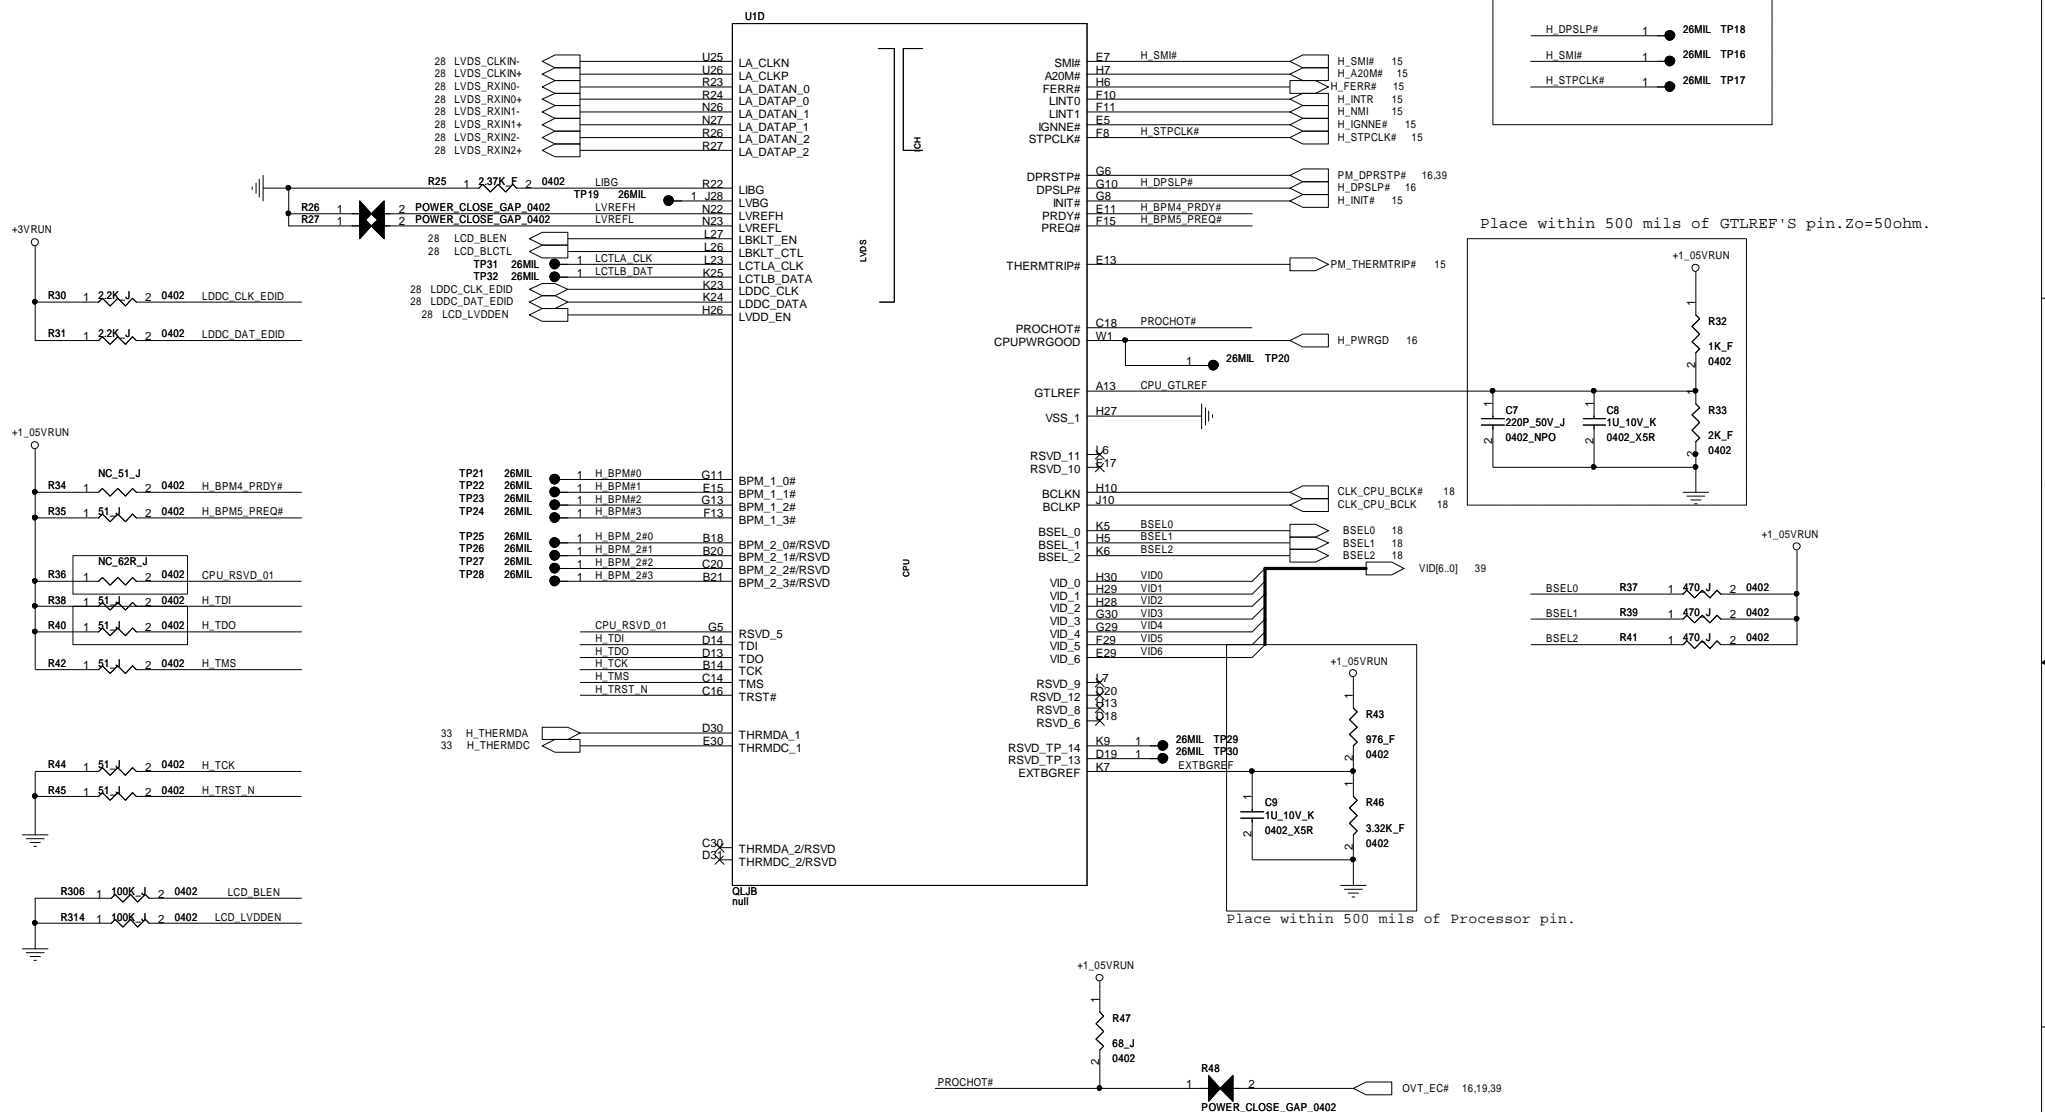 U1D
28 LVDS_CLKIN- U25 LA_CLKN
28 LVDS_CLKIN+ U26 LA_CLKP
28 LVDS_RXIN0- R23 LA_DATAN_0
28 LVDS_RXIN0+ R24 LA_DATAP_0
28 LVDS_RXIN1- N26 LA_DATAN_1
28 LVDS_RXIN1+ N27 LA_DATAP_1
28 LVDS_RXIN2- R26 LA_DATAN_2
28 LVDS_RXIN2+ R27 LA_DATAP_2
R25 1 2.37K_F 2 0402 LIBG R22 LIBG
TP19 26MIL 1 J28 LVBG
R26 1 2 POWER_CLOSE_GAP_0402 LVREFH N22 LVREFH
R27 1 2 POWER_CLOSE_GAP_0402 LVREFL N23 LVREFL
28 LCD_BLEN L27 LBKLT_EN
28 LCD_BLCTL L26 LBKLT_CTL
TP31 26MIL 1 LCTLA_CLK L23 LCTLA_CLK
TP32 26MIL 1 LCTLB_DAT K25 LCTLB_DATA
28 LDDC_CLK_EDID K23 LDDC_CLK
28 LDDC_DAT_EDID K24 LDDC_DATA
28 LCD_LVDDEN H26 LVDD_EN
LVDS
CPU
+3VRUN
R30 1 2.2K_J 2 0402 LDDC_CLK_EDID
R31 1 2.2K_J 2 0402 LDDC_DAT_EDID
+1_05VRUN
NC_51_J
R34 1 2 0402 H_BPM4_PRDY#
R35 1 51_J 2 0402 H_BPM5_PREQ#
NC_62R_J
R36 1 2 0402 CPU_RSVD_01
R38 1 51_J 2 0402 H_TDI
R40 1 51_J 2 0402 H_TDO
R42 1 51_J 2 0402 H_TMS
R44 1 51_J 2 0402 H_TCK
R45 1 51_J 2 0402 H_TRST_N
R306 1 100K_J 2 0402 LCD_BLEN
R314 1 100K_J 2 0402 LCD_LVDDEN
TP21 26MIL 1 H_BPM#0 G11 BPM_1_0#
TP22 26MIL 1 H_BPM#1 E15 BPM_1_1#
TP23 26MIL 1 H_BPM#2 G13 BPM_1_2#
TP24 26MIL 1 H_BPM#3 F13 BPM_1_3#
TP25 26MIL 1 H_BPM_2#0 B18 BPM_2_0#/RSVD
TP26 26MIL 1 H_BPM_2#1 B20 BPM_2_1#/RSVD
TP27 26MIL 1 H_BPM_2#2 C20 BPM_2_2#/RSVD
TP28 26MIL 1 H_BPM_2#3 B21 BPM_2_3#/RSVD
CPU_RSVD_01 G5 RSVD_5
H_TDI D14 TDI
H_TDO D13 TDO
H_TCK B14 TCK
H_TMS C14 TMS
H_TRST_N C16 TRST#
33 H_THERMDA D30 THRMDA_1
33 H_THERMDC E30 THRMDC_1
C30 THRMDA_2/RSVD
D31 THRMDC_2/RSVD
QLJB
null
SMI# E7 H_SMI# H_SMI# 15
A20M# H7 H_A20M# 15
FERR# H6 H_FERR# 15
LINT0 F10 H_INTR 15
LINT1 F11 H_NMI 15
IGNNE# E5 H_IGNNE# 15
STPCLK# F8 H_STPCLK# H_STPCLK# 15
DPRSTP# G6 PM_DPRSTP# 16,39
DPSLP# G10 H_DPSLP# H_DPSLP# 16
INIT# G8 H_INIT# 15
PRDY# E11 H_BPM4_PRDY#
PREQ# F15 H_BPM5_PREQ#
THERMTRIP# E13 PM_THERMTRIP# 15
PROCHOT# C18 PROCHOT#
CPUPWRGOOD W1 H_PWRGD 16
1 26MIL TP20
GTLREF A13 CPU_GTLREF
VSS_1 H27
RSVD_11 L6
RSVD_10
BCLKN H10 CLK_CPU_BCLK# 18
BCLKP J10 CLK_CPU_BCLK 18
BSEL_0 K5 BSEL0 BSEL0 18
BSEL_1 H5 BSEL1 BSEL1 18
BSEL_2 K6 BSEL2 BSEL2 18
VID[6..0] 39
VID_0 H30 VID0
VID_1 H29 VID1
VID_2 H28 VID2
VID_3 G30 VID3
VID_4 G29 VID4
VID_5 F29 VID5
VID_6 E29 VID6
RSVD_9 L7
RSVD_12 D20
RSVD_8
RSVD_6 D18
RSVD_TP_14 K9 1 26MIL TP29
RSVD_TP_13 D19 1 26MIL TP30
EXTBGREF K7 EXTBGREF
H_DPSLP# 1 26MIL TP18
H_SMI# 1 26MIL TP16
H_STPCLK# 1 26MIL TP17
Place within 500 mils of GTLREF'S pin.Zo=50ohm.
+1_05VRUN
1 R32
1K_F
2 0402
1 C7
220P_50V_J
2 0402_NPO
1 C8
1U_10V_K
2 0402_X5R
1 R33
2K_F
2 0402
+1_05VRUN
BSEL0 R37 1 470_J 2 0402
BSEL1 R39 1 470_J 2 0402
BSEL2 R41 1 470_J 2 0402
+1_05VRUN
1 R43
976_F
2 0402
1 C9
1U_10V_K
2 0402_X5R
1 R46
3.32K_F
2 0402
Place within 500 mils of Processor pin.
+1_05VRUN
1 R47
68_J
2 0402
PROCHOT# 1 R48 2 OVT_EC# 16,19,39
POWER_CLOSE_GAP_0402